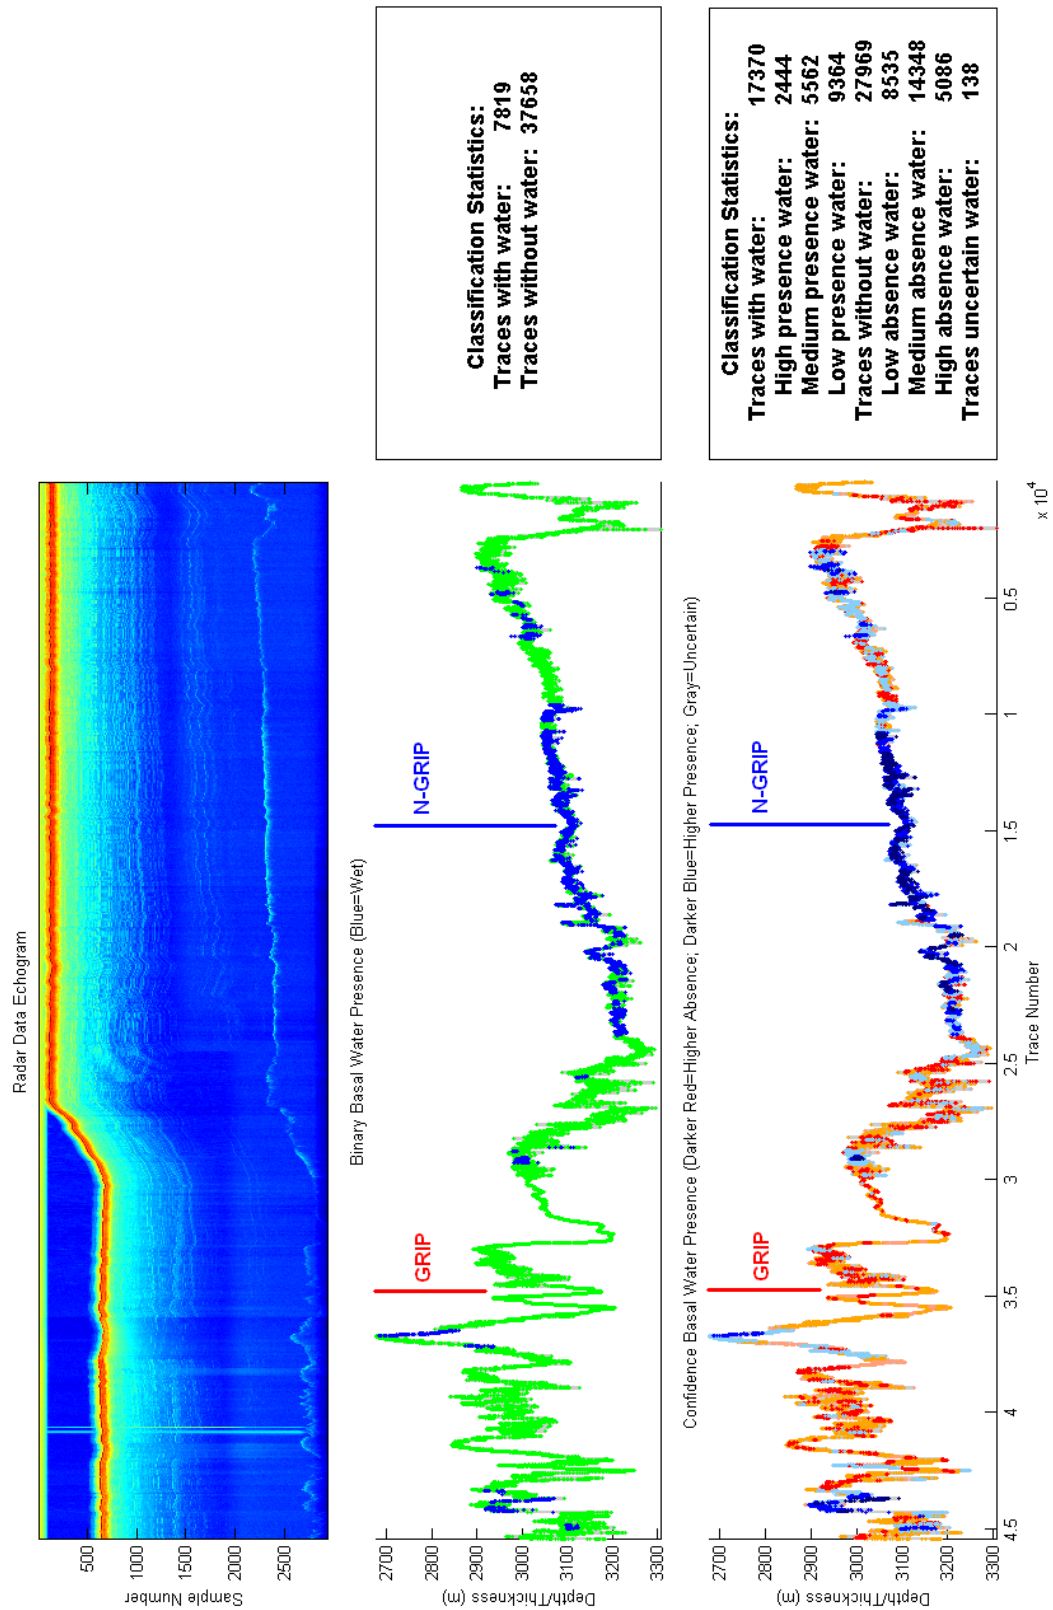 Radar Data Echogram
Sample Number
500
1000
1500
2000
2500
Binary Basal Water Presence (Blue=Wet)
Depth/Thickness (m)
2700
2800
2900
3000
3100
3200
3300
GRIP
N-GRIP
Classification Statistics:
Traces with water: 7819
Traces without water: 37658
Confidence Basal Water Presence (Darker Red=Higher Absence; Darker Blue=Higher Presence; Gray=Uncertain)
Depth/Thickness (m)
2700
2800
2900
3000
3100
3200
3300
GRIP
N-GRIP
4.5 4 3.5 3 2.5 2 1.5 1 0.5
Trace Number
x 10^4
Classification Statistics:
Traces with water: 17370
High presence water: 2444
Medium presence water: 5562
Low presence water: 9364
Traces without water: 27969
Low absence water: 8535
Medium absence water: 14348
High absence water: 5086
Traces uncertain water: 138